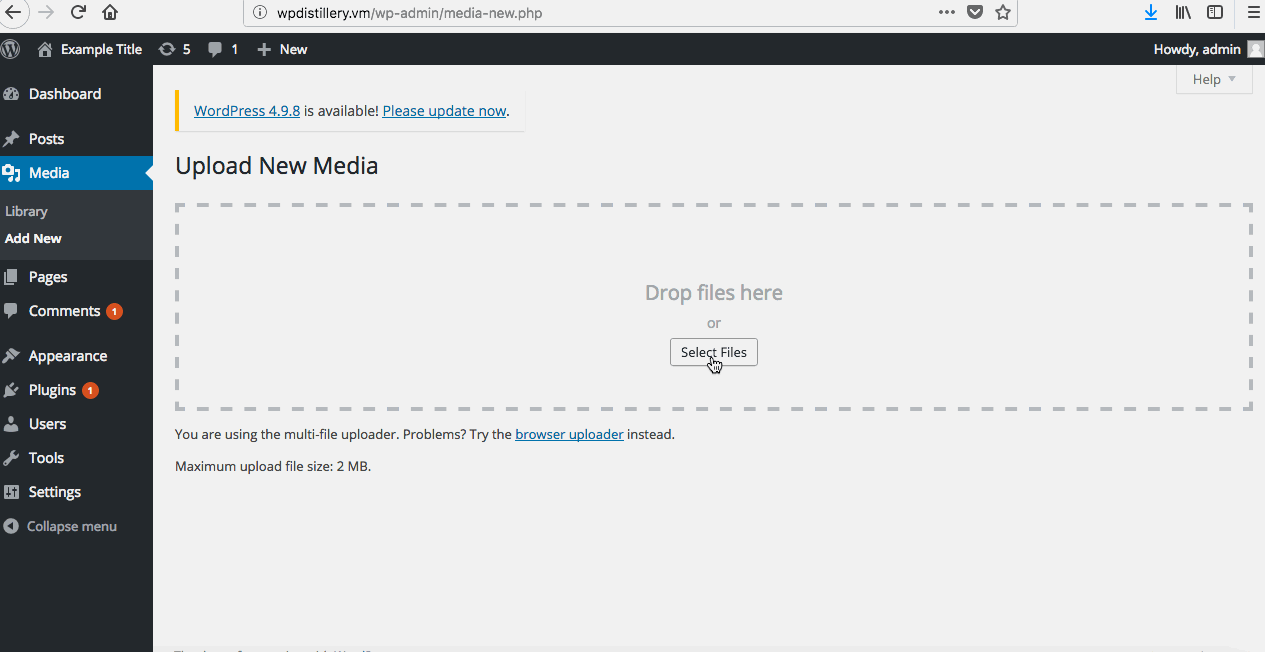 wpdistillery.vm/wp-admin/media-new.php
Example Title 5 1 New Howdy, admin
Help
Dashboard
Posts
Media
Library
Add New
Pages
Comments 1
Appearance
Plugins 1
Users
Tools
Settings
Collapse menu
WordPress 4.9.8 is available! Please update now.
Upload New Media
Drop files here
or
Select Files
You are using the multi-file uploader. Problems? Try the browser uploader instead.
Maximum upload file size: 2 MB.